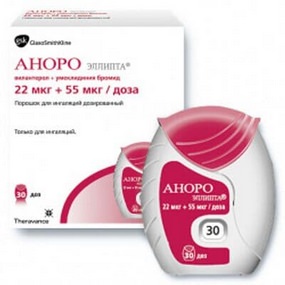 gsk GlaxoSmithKline
АНОРО ЭЛЛИПТА®
вилантерол + умеклидиния бромид
22 мкг + 55 мкг / доза
Порошок для ингаляций дозированный
Только для ингаляций.
30 доз
Theravance
АНОРО
ЭЛЛИПТА®
22 мкг + 55 мкг / доза
30
30 доз